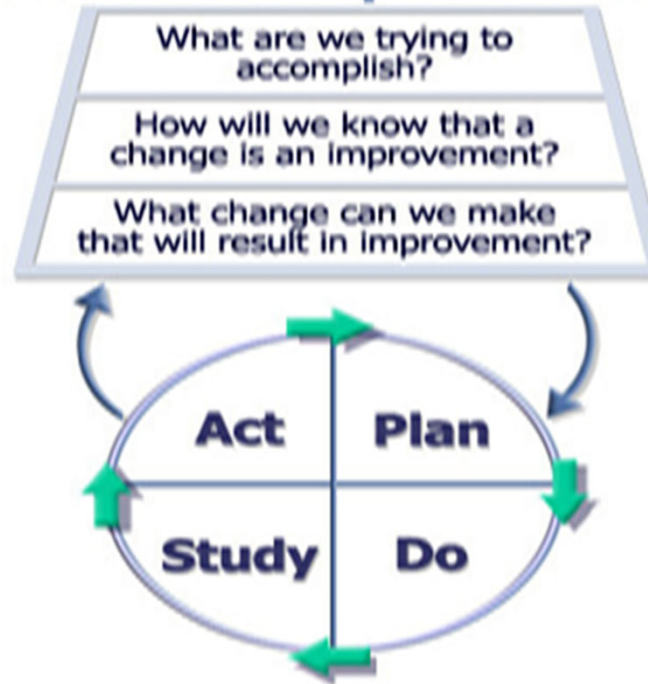 What are we trying to
accomplish?
How will we know that a
change is an improvement?
What change can we make
that will result in improvement?
Act
Plan
Study
Do